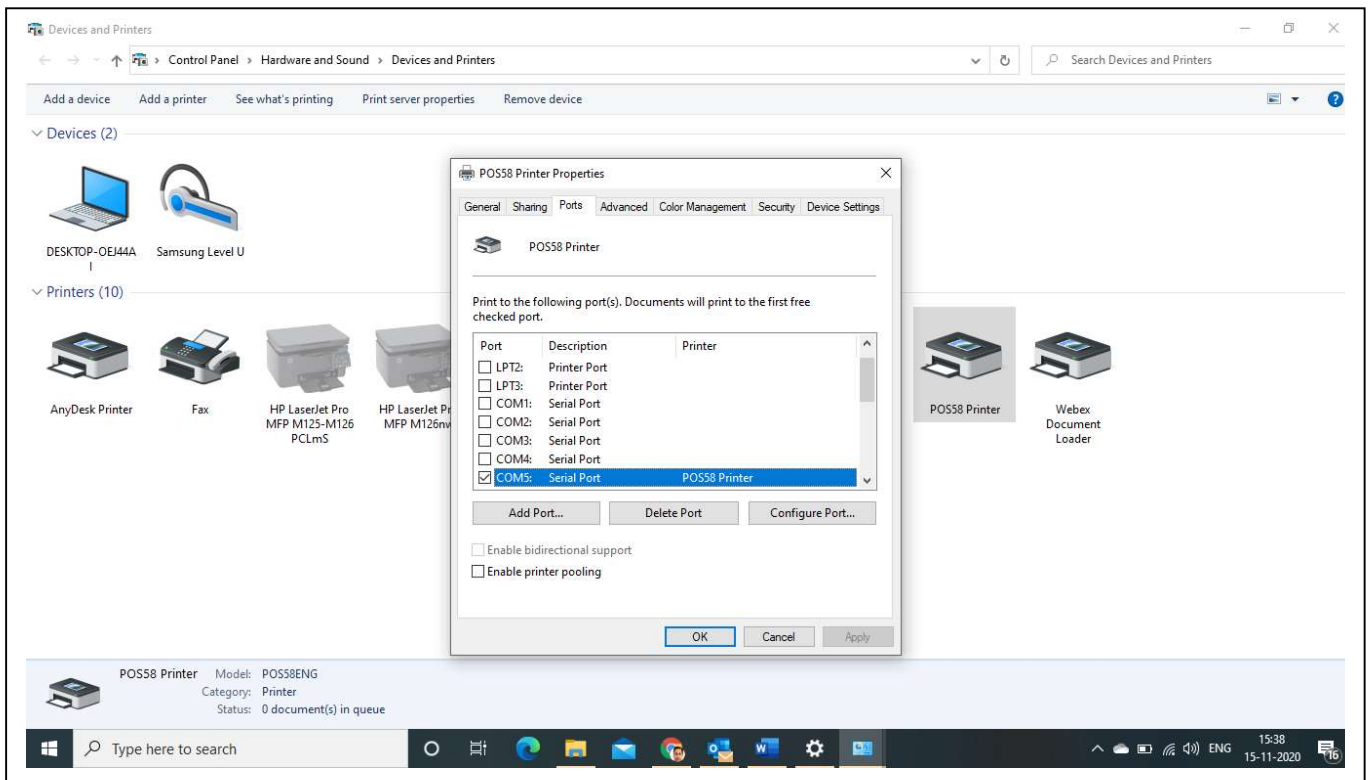 Devices and Printers
Control Panel > Hardware and Sound > Devices and Printers
Search Devices and Printers
Add a device Add a printer See what's printing Print server properties Remove device
Devices (2)
DESKTOP-OEJ44A
I
Samsung Level U
Printers (10)
AnyDesk Printer
Fax
HP LaserJet Pro
MFP M125-M126
PCLmS
HP LaserJet Pr
MFP M126nw
POS58 Printer
Webex
Document
Loader
POS58 Printer Properties
General Sharing Ports Advanced Color Management Security Device Settings
POS58 Printer
Print to the following port(s). Documents will print to the first free
checked port.
Port Description Printer
LPT2: Printer Port
LPT3: Printer Port
COM1: Serial Port
COM2: Serial Port
COM3: Serial Port
COM4: Serial Port
COM5: Serial Port POS58 Printer
Add Port... Delete Port Configure Port...
Enable bidirectional support
Enable printer pooling
OK Cancel Apply
POS58 Printer Model: POS58ENG
Category: Printer
Status: 0 document(s) in queue
Type here to search
ENG
15:38
15-11-2020
16